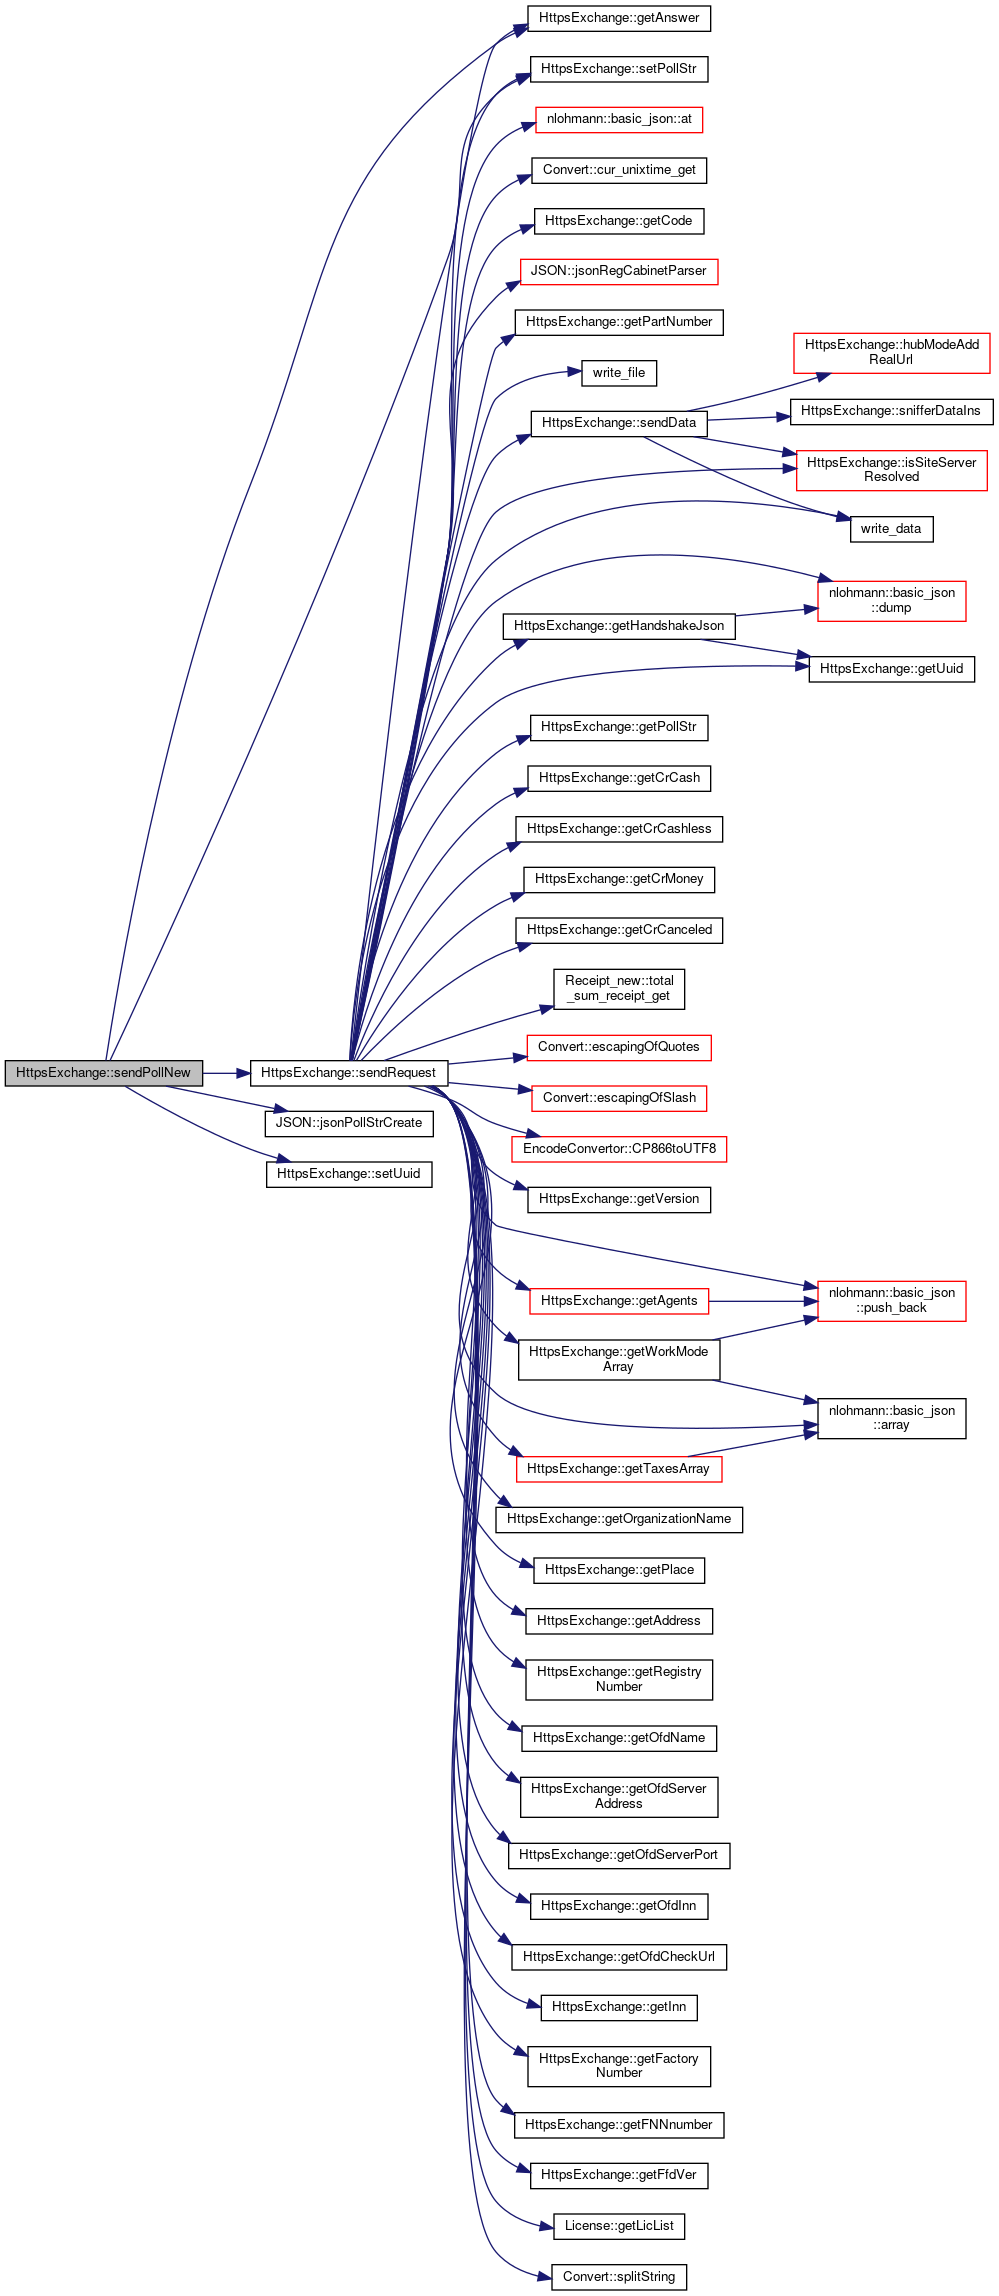 HttpsExchange::getAnswer
HttpsExchange::setPollStr
nlohmann::basic_json::at
Convert::cur_unixtime_get
HttpsExchange::getCode
JSON::jsonRegCabinetParser
HttpsExchange::getPartNumber
HttpsExchange::hubModeAdd
RealUrl
write_file
HttpsExchange::snifferDataIns
HttpsExchange::sendData
HttpsExchange::isSiteServer
Resolved
write_data
nlohmann::basic_json
::dump
HttpsExchange::getHandshakeJson
HttpsExchange::getUuid
HttpsExchange::getPollStr
HttpsExchange::getCrCash
HttpsExchange::getCrCashless
HttpsExchange::getCrMoney
HttpsExchange::getCrCanceled
Receipt_new::total
_sum_receipt_get
Convert::escapingOfQuotes
HttpsExchange::sendPollNew
HttpsExchange::sendRequest
Convert::escapingOfSlash
JSON::jsonPollStrCreate
EncodeConvertor::CP866toUTF8
HttpsExchange::setUuid
HttpsExchange::getVersion
nlohmann::basic_json
::push_back
HttpsExchange::getAgents
HttpsExchange::getWorkMode
Array
nlohmann::basic_json
::array
HttpsExchange::getTaxesArray
HttpsExchange::getOrganizationName
HttpsExchange::getPlace
HttpsExchange::getAddress
HttpsExchange::getRegistry
Number
HttpsExchange::getOfdName
HttpsExchange::getOfdServer
Address
HttpsExchange::getOfdServerPort
HttpsExchange::getOfdInn
HttpsExchange::getOfdCheckUrl
HttpsExchange::getInn
HttpsExchange::getFactory
Number
HttpsExchange::getFNNnumber
HttpsExchange::getFfdVer
License::getLicList
Convert::splitString